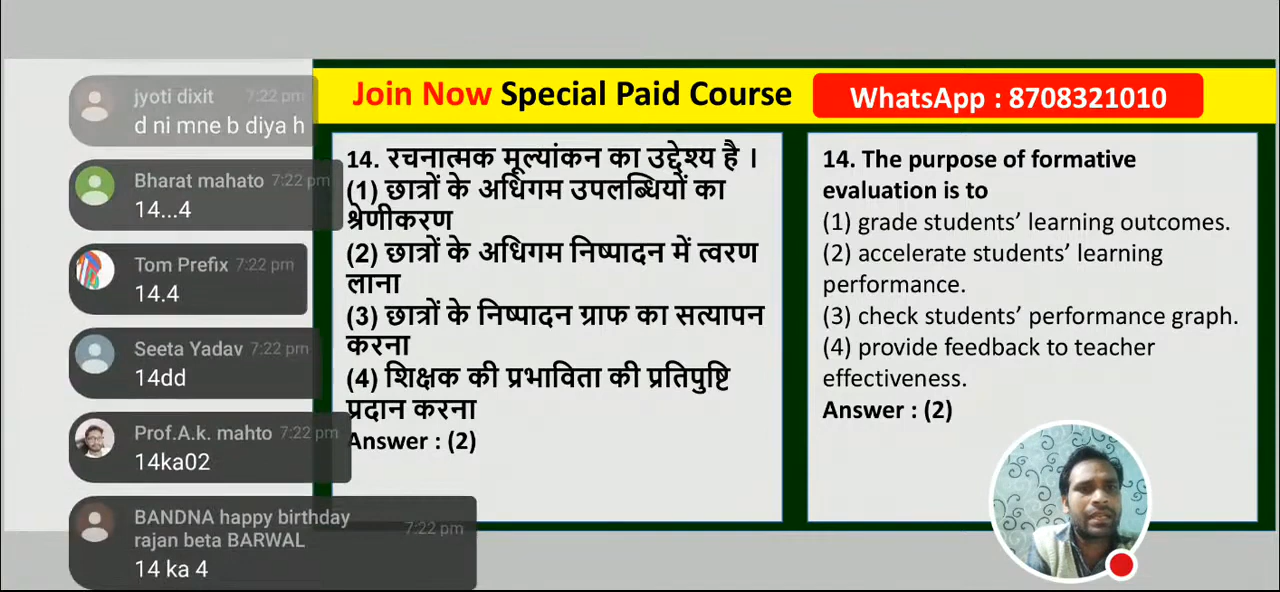 Join Now Special Paid Course
WhatsApp : 8708321010
jyoti dixit 7:22 pm
d ni mne b diya h
Bharat mahato 7:22 pm
14...4
Tom Prefix 7:22 pm
14.4
Seeta Yadav 7:22 pm
14dd
Prof.A.k. mahto 7:22 pm
14ka02
BANDNA happy birthday
rajan beta BARWAL 7:22 pm
14 ka 4
14. रचनात्मक मूल्यांकन का उद्देश्य है ।
(1) छात्रों के अधिगम उपलब्धियों का
श्रेणीकरण
(2) छात्रों के अधिगम निष्पादन में त्वरण
लाना
(3) छात्रों के निष्पादन ग्राफ का सत्यापन
करना
(4) शिक्षक की प्रभाविता की प्रतिपुष्टि
प्रदान करना
Answer : (2)
14. The purpose of formative
evaluation is to
(1) grade students’ learning outcomes.
(2) accelerate students’ learning
performance.
(3) check students’ performance graph.
(4) provide feedback to teacher
effectiveness.
Answer : (2)